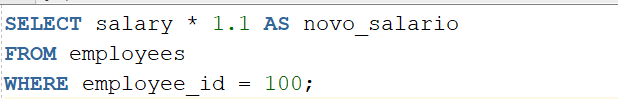 SELECT salary * 1.1 AS novo_salario
FROM employees
WHERE employee_id = 100;